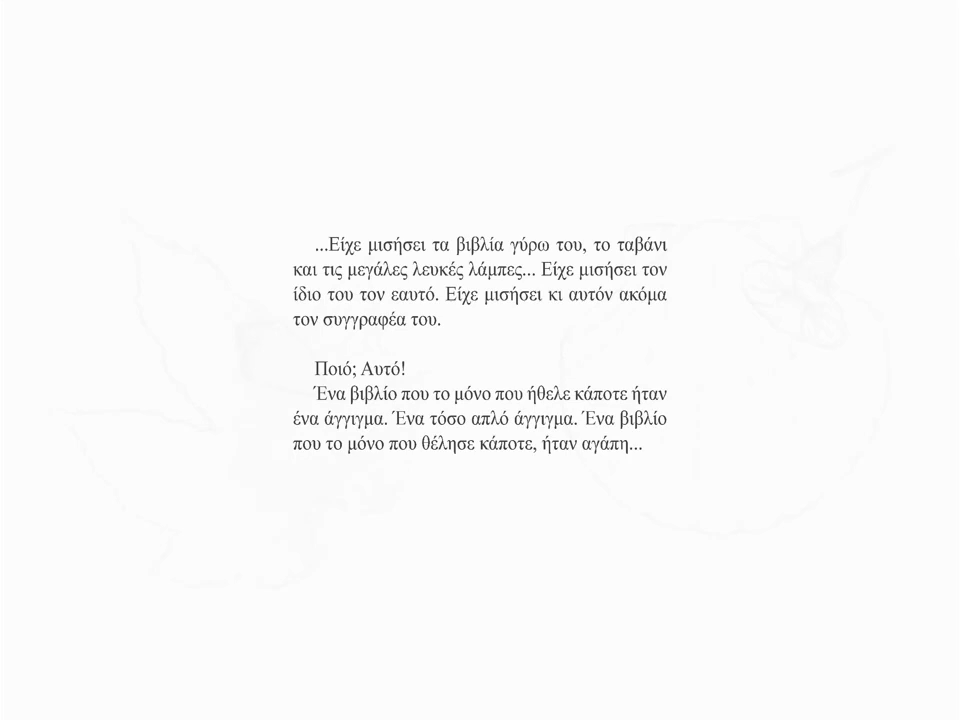 ...Είχε μισήσει τα βιβλία γύρω του, το ταβάνι
και τις μεγάλες λευκές λάμπες... Είχε μισήσει τον
ίδιο του τον εαυτό. Είχε μισήσει κι αυτόν ακόμα
τον συγγραφέα του.
Ποιό; Αυτό!
Ένα βιβλίο που το μόνο που ήθελε κάποτε ήταν
ένα άγγιγμα. Ένα τόσο απλό άγγιγμα. Ένα βιβλίο
που το μόνο που θέλησε κάποτε, ήταν αγάπη...